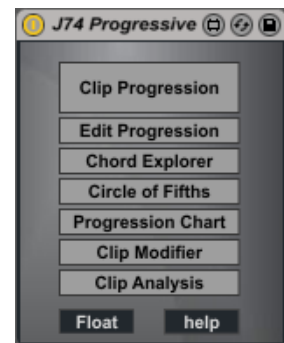 J74 Progressive
Clip Progression
Edit Progression
Chord Explorer
Circle of Fifths
Progression Chart
Clip Modifier
Clip Analysis
Float help